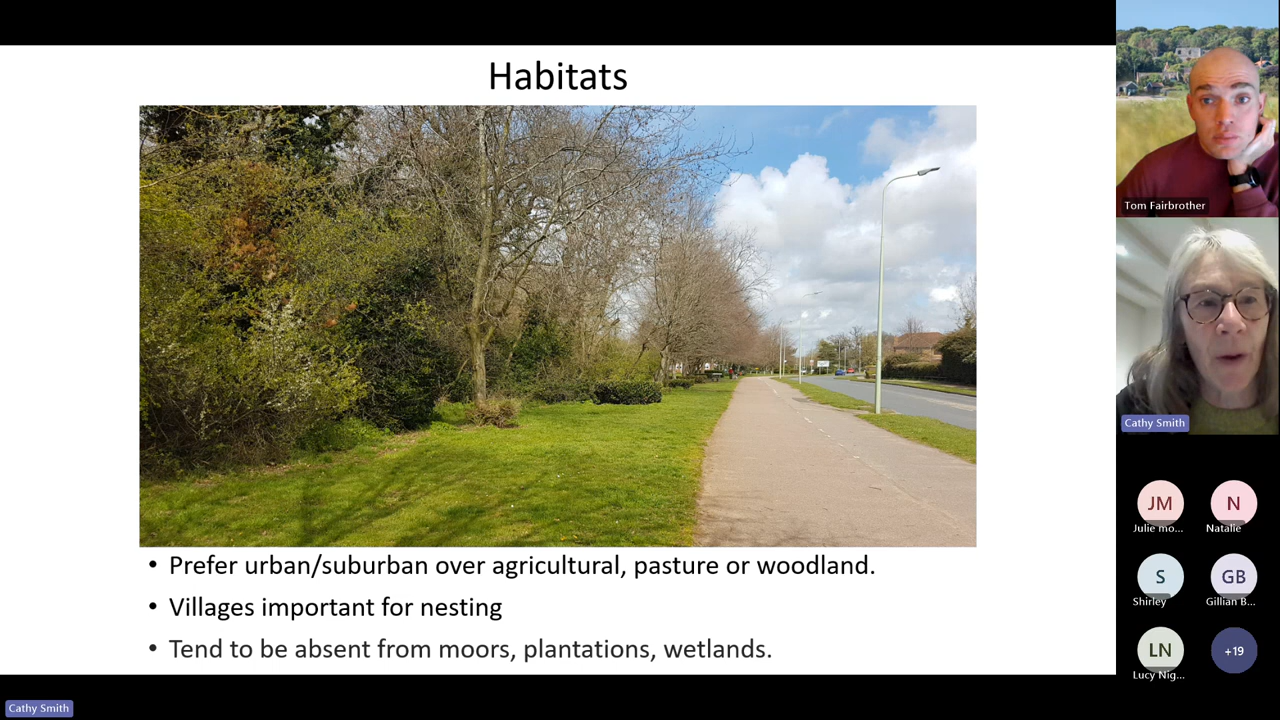 Habitats
• Prefer urban/suburban over agricultural, pasture or woodland.
• Villages important for nesting
• Tend to be absent from moors, plantations, wetlands.
Tom Fairbrother
Cathy Smith
JM
N
Julie mo...
Natalie
S
GB
Shirley
Gillian B...
LN
+19
Lucy Nig...
Cathy Smith